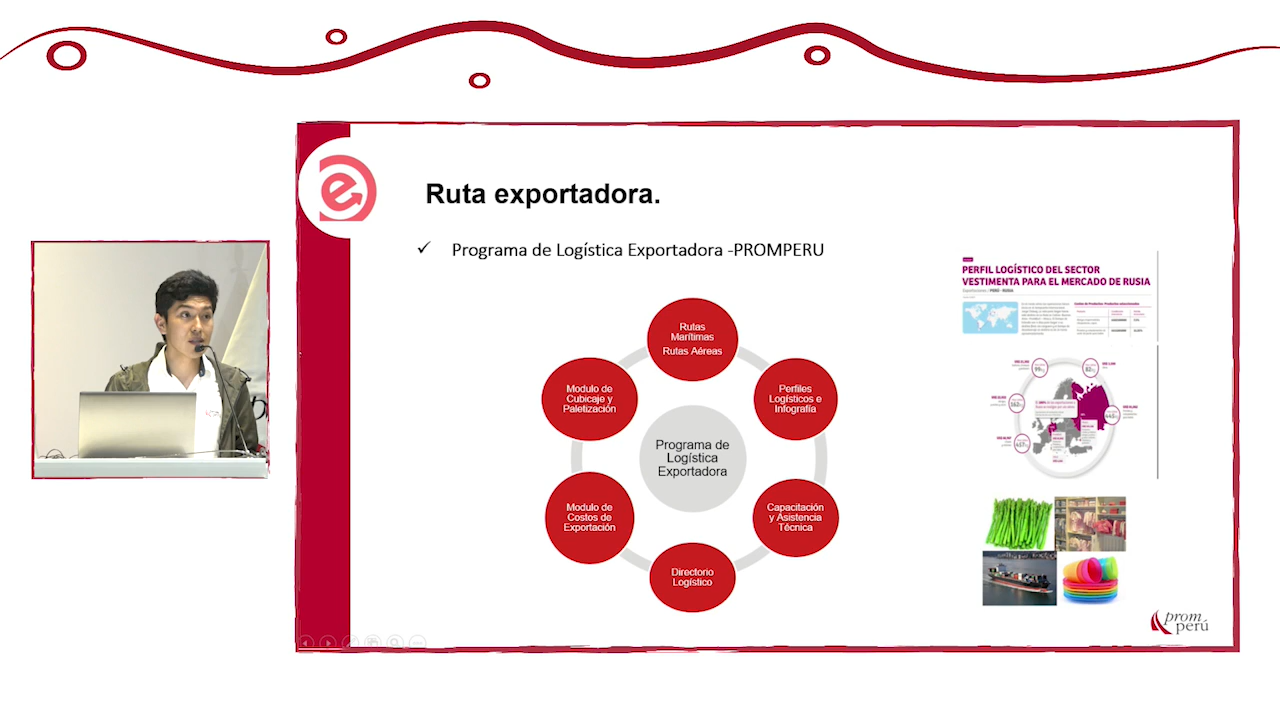 Ruta exportadora.
✓ Programa de Logística Exportadora -PROMPERU
Rutas
Marítimas
Rutas Aéreas
Perfiles
Logísticos e
Infografía
Capacitación
y Asistencia
Técnica
Directorio
Logístico
Modulo de
Costos de
Exportación
Modulo de
Cubicaje y
Paletización
Programa de
Logística
Exportadora
PERFIL LOGÍSTICO DEL SECTOR
VESTIMENTA PARA EL MERCADO DE RUSIA
prom
perú